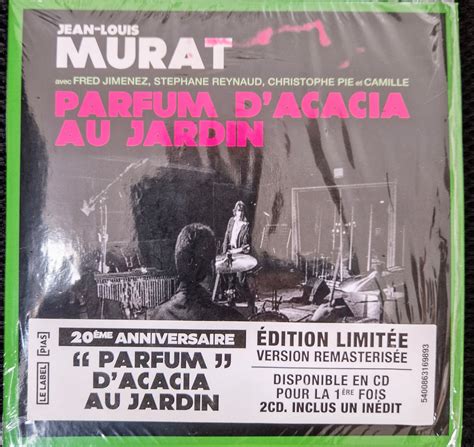 JEAN-LOUIS
MURAT
avec FRED JIMENEZ, STEPHANE REYNAUD, CHRISTOPHE PIE et CAMILLE
PARFUM D'ACACIA
AU JARDIN
LE LABEL
PIAS
20ÈME ANNIVERSAIRE
“ PARFUM ”
D'ACACIA
AU JARDIN
ÉDITION LIMITÉE
VERSION REMASTERISÉE
DISPONIBLE EN CD
POUR LA 1ÈRE FOIS
2CD. INCLUS UN INÉDIT
5400863169893